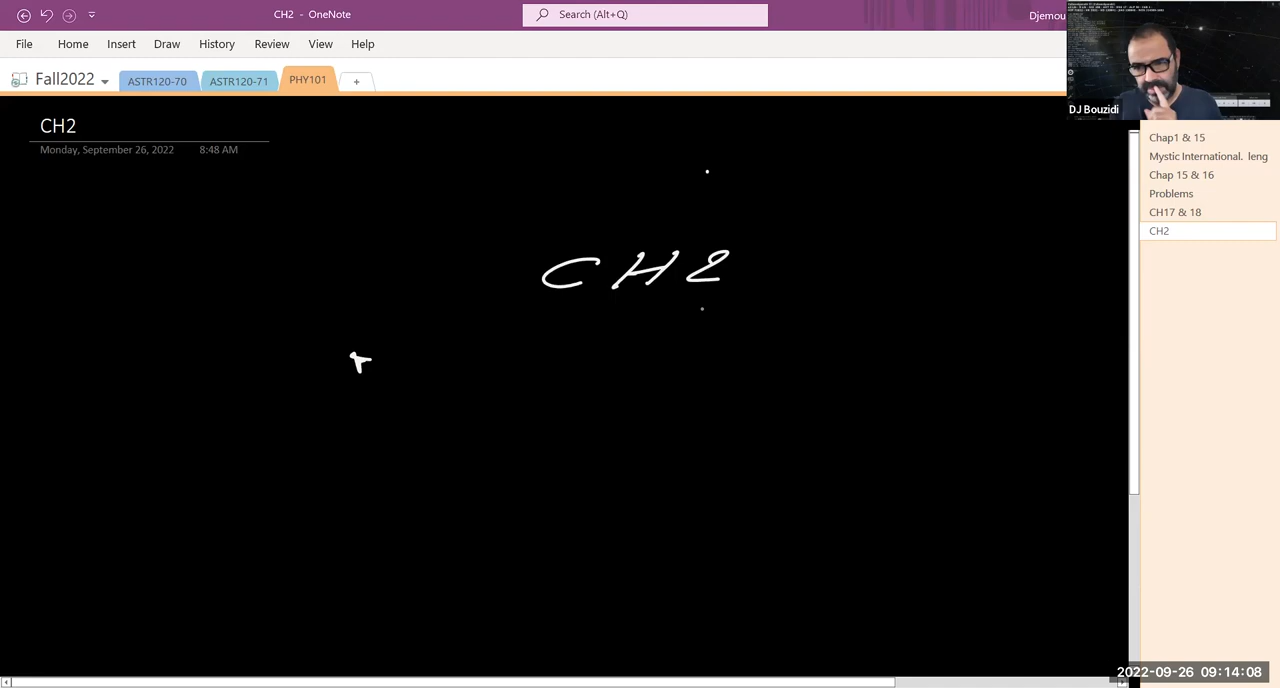 CH2 - OneNote
Search (Alt+Q)
Djemou
File Home Insert Draw History Review View Help
Fall2022 ASTR120-70 ASTR120-71 PHY101 +
DJ Bouzidi
CH2
Monday, September 26, 2022 8:48 AM
CH2
Chap1 & 15
Mystic International. leng
Chap 15 & 16
Problems
CH17 & 18
CH2
2022-09-26 09:14:08